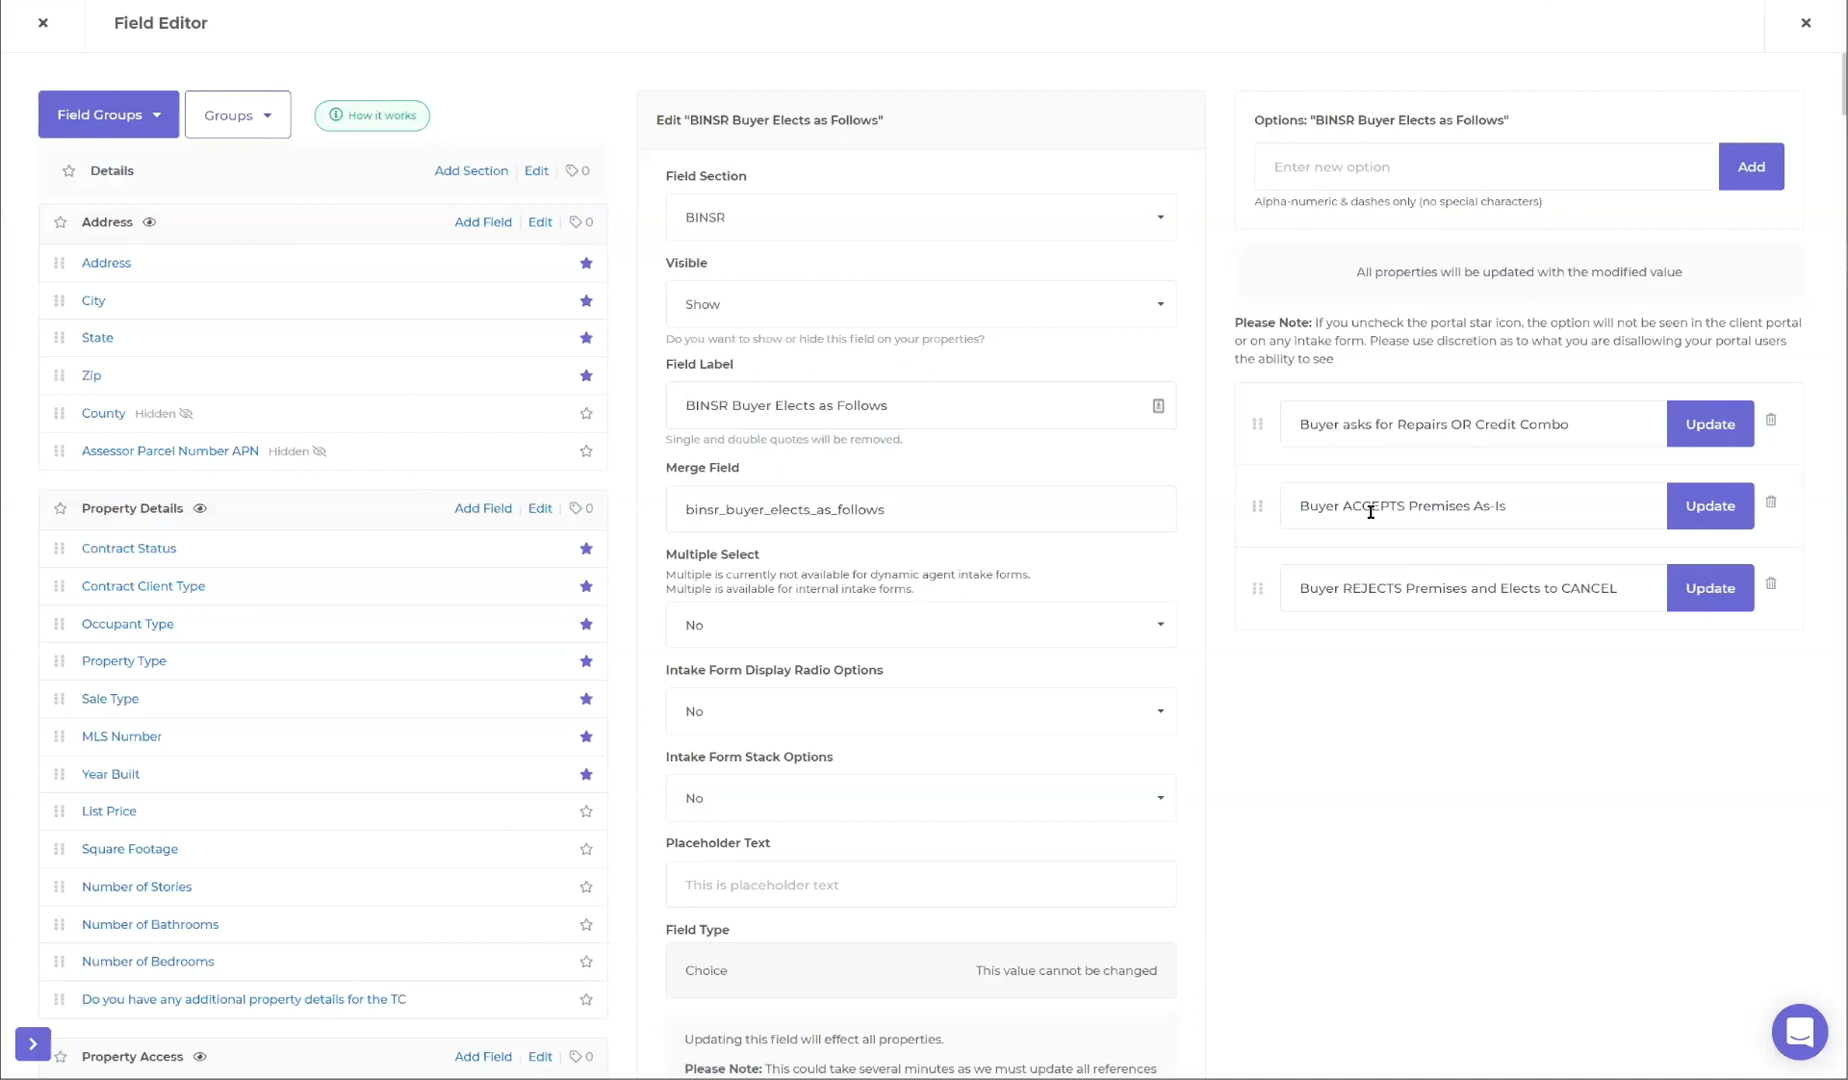 Field Editor
Field Groups
Groups
How it works
Details
Add Section | Edit
0
Address
Add Field | Edit
0
Address
City
State
Zip
County Hidden
Assessor Parcel Number APN Hidden
Property Details
Add Field | Edit
0
Contract Status
Contract Client Type
Occupant Type
Property Type
Sale Type
MLS Number
Year Built
List Price
Square Footage
Number of Stories
Number of Bathrooms
Number of Bedrooms
Do you have any additional property details for the TC
Property Access
Add Field | Edit
0
Edit "BINSR Buyer Elects as Follows"
Field Section
BINSR
Visible
Show
Do you want to show or hide this field on your properties?
Field Label
BINSR Buyer Elects as Follows
Single and double quotes will be removed.
Merge Field
binsr_buyer_elects_as_follows
Multiple Select
Multiple is currently not available for dynamic agent intake forms.
Multiple is available for internal intake forms.
No
Intake Form Display Radio Options
No
Intake Form Stack Options
No
Placeholder Text
This is placeholder text
Field Type
Choice
This value cannot be changed
Updating this field will effect all properties.
Please Note: This could take several minutes as we must update all references
Options: "BINSR Buyer Elects as Follows"
Enter new option
Add
Alpha-numeric & dashes only (no special characters)
All properties will be updated with the modified value
Please Note: If you uncheck the portal star icon, the option will not be seen in the client portal
or on any intake form. Please use discretion as to what you are disallowing your portal users
the ability to see
Buyer asks for Repairs OR Credit Combo
Update
Buyer ACCEPTS Premises As-Is
Update
Buyer REJECTS Premises and Elects to CANCEL
Update